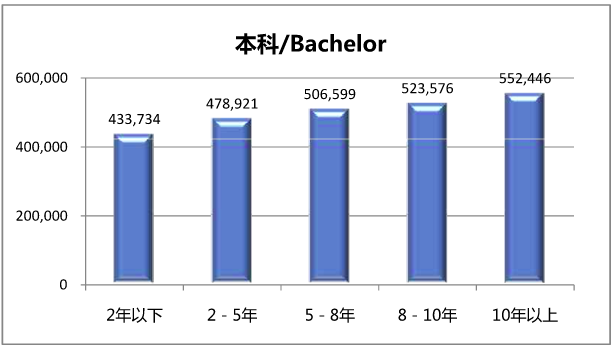 本科/Bachelor
600,000
400,000
200,000
0
433,734
478,921
506,599
523,576
552,446
2年以下
2 - 5年
5 - 8年
8 - 10年
10年以上